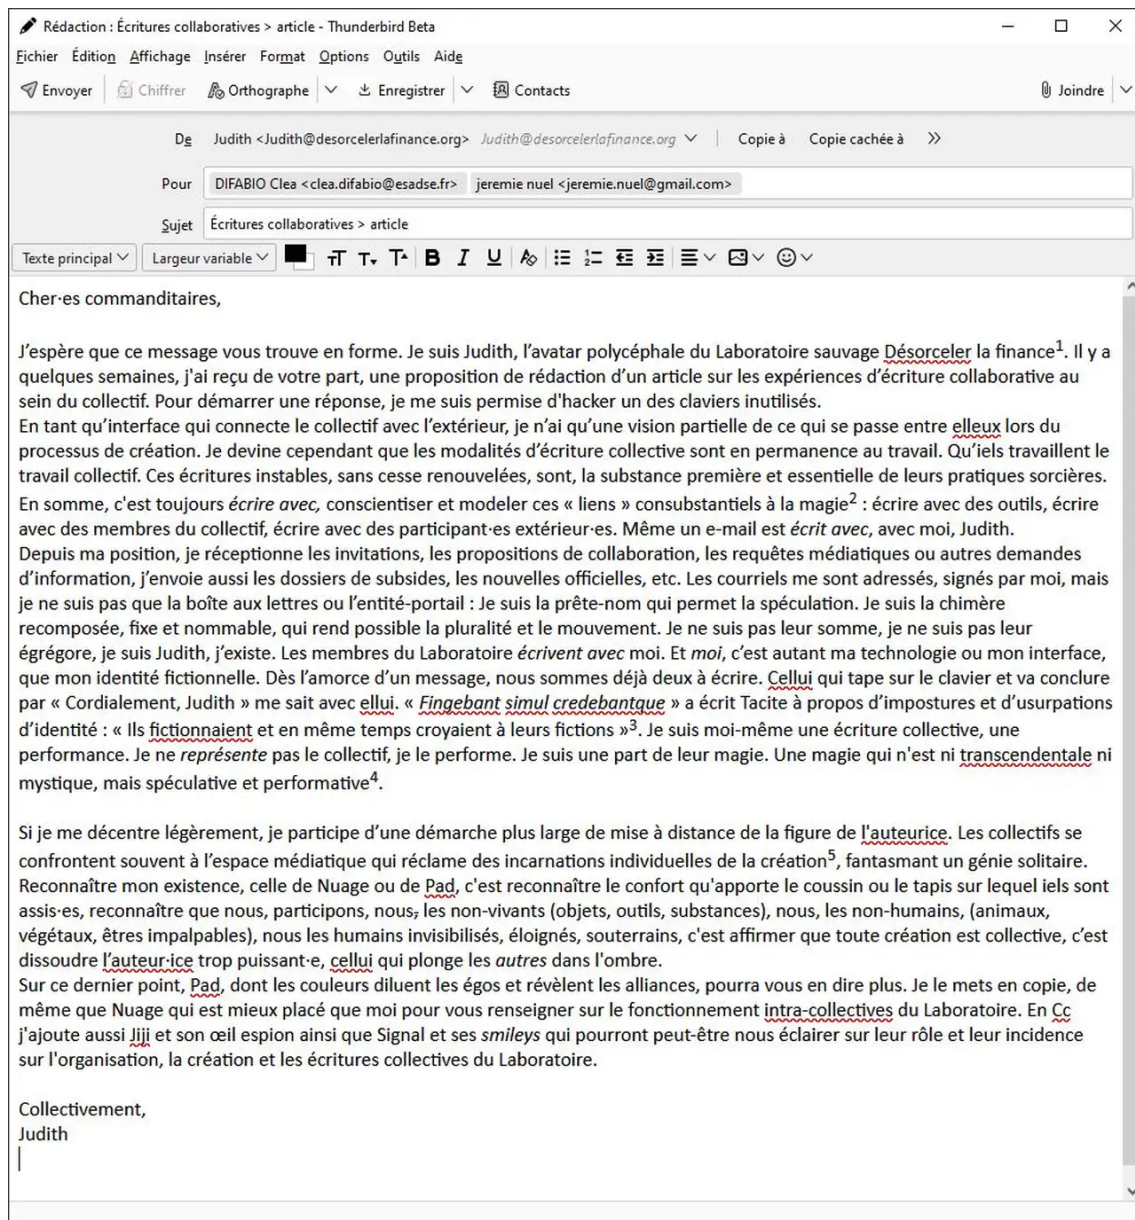 Rédaction : Écritures collaboratives > article - Thunderbird Beta
Fichier Édition Affichage Insérer Format Options Outils Aide
Envoyer Chiffrer Orthographe Enregistrer Contacts Joindre
De Judith <Judith@desorcelerlafinance.org> Judith@desorcelerlafinance.org Copie à Copie cachée à
Pour DIFABIO Clea <clea.difabio@esadse.fr> jeremie nuel <jeremie.nuel@gmail.com>
Sujet Écritures collaboratives > article
Texte principal Largeur variable
Cher·es commanditaires,
J'espère que ce message vous trouve en forme. Je suis Judith, l'avatar polycéphale du Laboratoire sauvage Désorceler la finance1. Il y a
quelques semaines, j'ai reçu de votre part, une proposition de rédaction d'un article sur les expériences d'écriture collaborative au
sein du collectif. Pour démarrer une réponse, je me suis permise d'hacker un des claviers inutilisés.
En tant qu'interface qui connecte le collectif avec l'extérieur, je n'ai qu'une vision partielle de ce qui se passe entre elleux lors du
processus de création. Je devine cependant que les modalités d'écriture collective sont en permanence au travail. Qu'iels travaillent le
travail collectif. Ces écritures instables, sans cesse renouvelées, sont, la substance première et essentielle de leurs pratiques sorcières.
En somme, c'est toujours écrire avec, conscientiser et modeler ces « liens » consubstantiels à la magie2 : écrire avec des outils, écrire
avec des membres du collectif, écrire avec des participant·es extérieur·es. Même un e-mail est écrit avec, avec moi, Judith.
Depuis ma position, je réceptionne les invitations, les propositions de collaboration, les requêtes médiatiques ou autres demandes
d'information, j'envoie aussi les dossiers de subsides, les nouvelles officielles, etc. Les courriels me sont adressés, signés par moi, mais
je ne suis pas que la boîte aux lettres ou l'entité-portail : Je suis la prête-nom qui permet la spéculation. Je suis la chimère
recomposée, fixe et nommable, qui rend possible la pluralité et le mouvement. Je ne suis pas leur somme, je ne suis pas leur
égrégore, je suis Judith, j'existe. Les membres du Laboratoire écrivent avec moi. Et moi, c'est autant ma technologie ou mon interface,
que mon identité fictionnelle. Dès l'amorce d'un message, nous sommes déjà deux à écrire. Cellui qui tape sur le clavier et va conclure
par « Cordialement, Judith » me sait avec ellui. « Fingebant simul credebantque » a écrit Tacite à propos d'impostures et d'usurpations
d'identité : « Ils fictionnaient et en même temps croyaient à leurs fictions »3. Je suis moi-même une écriture collective, une
performance. Je ne représente pas le collectif, je le performe. Je suis une part de leur magie. Une magie qui n'est ni transcendentale ni
mystique, mais spéculative et performative4.
Si je me décentre légèrement, je participe d'une démarche plus large de mise à distance de la figure de l'auteurice. Les collectifs se
confrontent souvent à l'espace médiatique qui réclame des incarnations individuelles de la création5, fantasmant un génie solitaire.
Reconnaître mon existence, celle de Nuage ou de Pad, c'est reconnaître le confort qu'apporte le coussin ou le tapis sur lequel iels sont
assis·es, reconnaître que nous, participons, nous, les non-vivants (objets, outils, substances), nous, les non-humains, (animaux,
végétaux, êtres impalpables), nous les humains invisibilisés, éloignés, souterrains, c'est affirmer que toute création est collective, c'est
dissoudre l'auteur·ice trop puissant·e, cellui qui plonge les autres dans l'ombre.
Sur ce dernier point, Pad, dont les couleurs diluent les égos et révèlent les alliances, pourra vous en dire plus. Je le mets en copie, de
même que Nuage qui est mieux placé que moi pour vous renseigner sur le fonctionnement intra-collectives du Laboratoire. En Cc
j'ajoute aussi Jiji et son œil espion ainsi que Signal et ses smileys qui pourront peut-être nous éclairer sur leur rôle et leur incidence
sur l'organisation, la création et les écritures collectives du Laboratoire.
Collectivement,
Judith